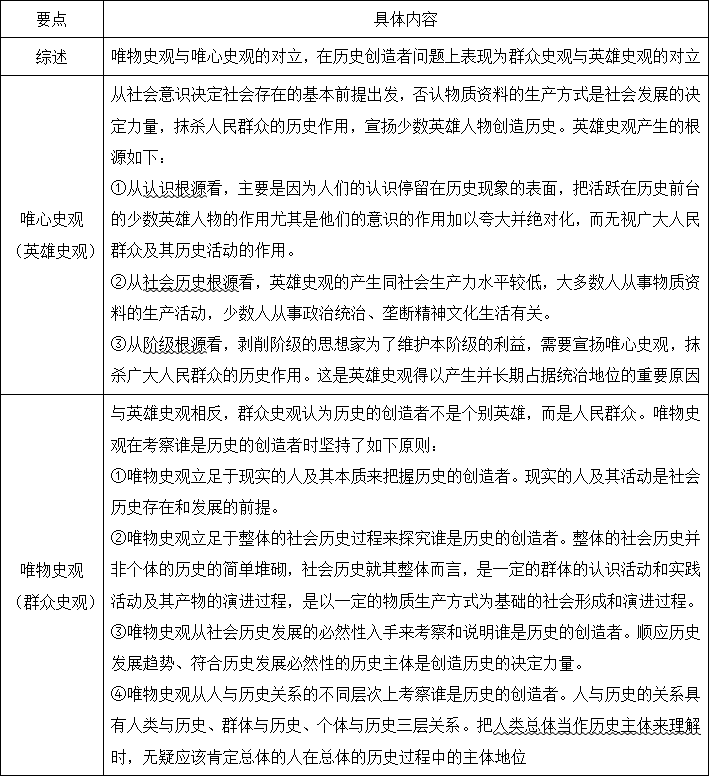 要点
具体内容
综述
唯物史观与唯心史观的对立，在历史创造者问题上表现为群众史观与英雄史观的对立
唯心史观
（英雄史观）
从社会意识决定社会存在的基本前提出发，否认物质资料的生产方式是社会发展的决
定力量，抹杀人民群众的历史作用，宣扬少数英雄人物创造历史。英雄史观产生的根
源如下：
①从认识根源看，主要是因为人们的认识停留在历史现象的表面，把活跃在历史前台
的少数英雄人物的作用尤其是他们的意识的作用加以夸大并绝对化，而无视广大人民
群众及其历史活动的作用。
②从社会历史根源看，英雄史观的产生同社会生产力水平较低，大多数人从事物质资
料的生产活动，少数人从事政治统治、垄断精神文化生活有关。
③从阶级根源看，剥削阶级的思想家为了维护本阶级的利益，需要宣扬唯心史观，抹
杀广大人民群众的历史作用。这是英雄史观得以产生并长期占据统治地位的重要原因
唯物史观
（群众史观）
与英雄史观相反，群众史观认为历史的创造者不是个别英雄，而是人民群众。唯物史
观在考察谁是历史的创造者时坚持了如下原则：
①唯物史观立足于现实的人及其本质来把握历史的创造者。现实的人及其活动是社会
历史存在和发展的前提。
②唯物史观立足于整体的社会历史过程来探究谁是历史的创造者。整体的社会历史并
非个体的历史的简单堆砌，社会历史就其整体而言，是一定的群体的认识活动和实践
活动及其产物的演进过程，是以一定的物质生产方式为基础的社会形成和演进过程。
③唯物史观从社会历史发展的必然性入手来考察和说明谁是历史的创造者。顺应历史
发展趋势、符合历史发展必然性的历史主体是创造历史的决定力量。
④唯物史观从人与历史关系的不同层次上考察谁是历史的创造者。人与历史的关系具
有人类与历史、群体与历史、个体与历史三层关系。把人类总体当作历史主体来理解
时，无疑应该肯定总体的人在总体的历史过程中的主体地位